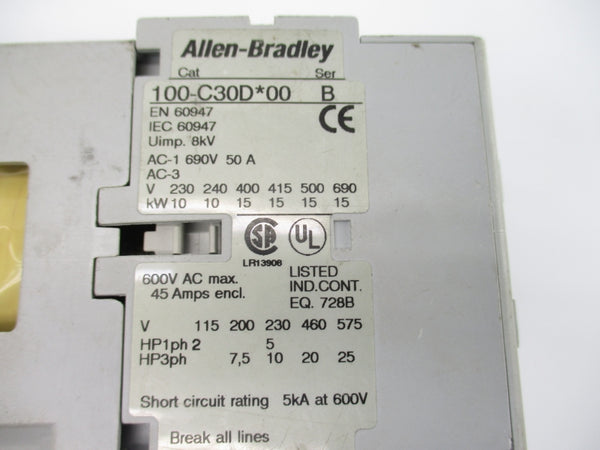 Allen-Bradley
Cat Ser
100-C30D*00 B
EN 60947
IEC 60947
Uimp. 8kV
CE
AC-1 690V 50 A
AC-3
V 230 240 400 415 500 690
kW 10 10 15 15 15 15
SA UL
LR13908
600V AC max.
45 Amps encl.
LISTED
IND.CONT.
EQ. 728B
V 115 200 230 460 575
HP1ph 2 5
HP3ph 7,5 10 20 25
Short circuit rating 5kA at 600V
Break all lines